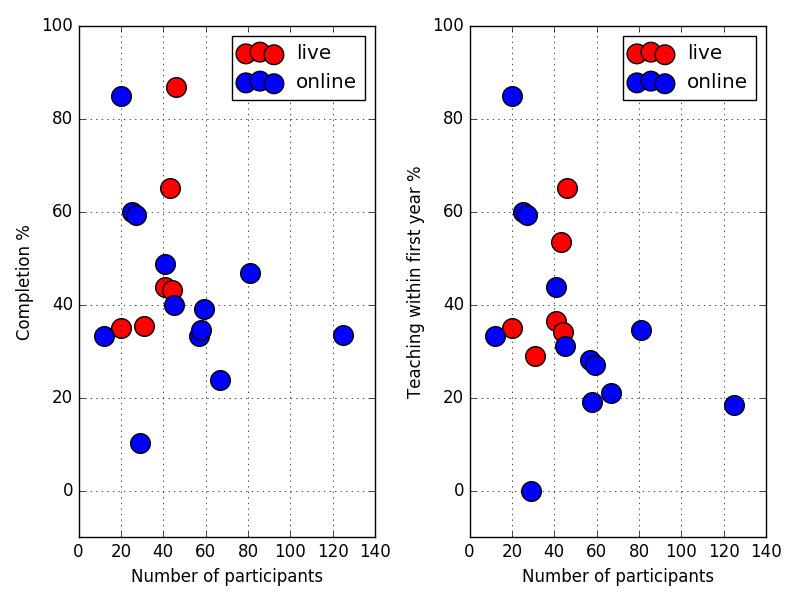 100
80
60
40
20
0
Completion %
live
online
0 20 40 60 80 100 120 140
Number of participants
100
80
60
40
20
0
Teaching within first year %
live
online
0 20 40 60 80 100 120 140
Number of participants